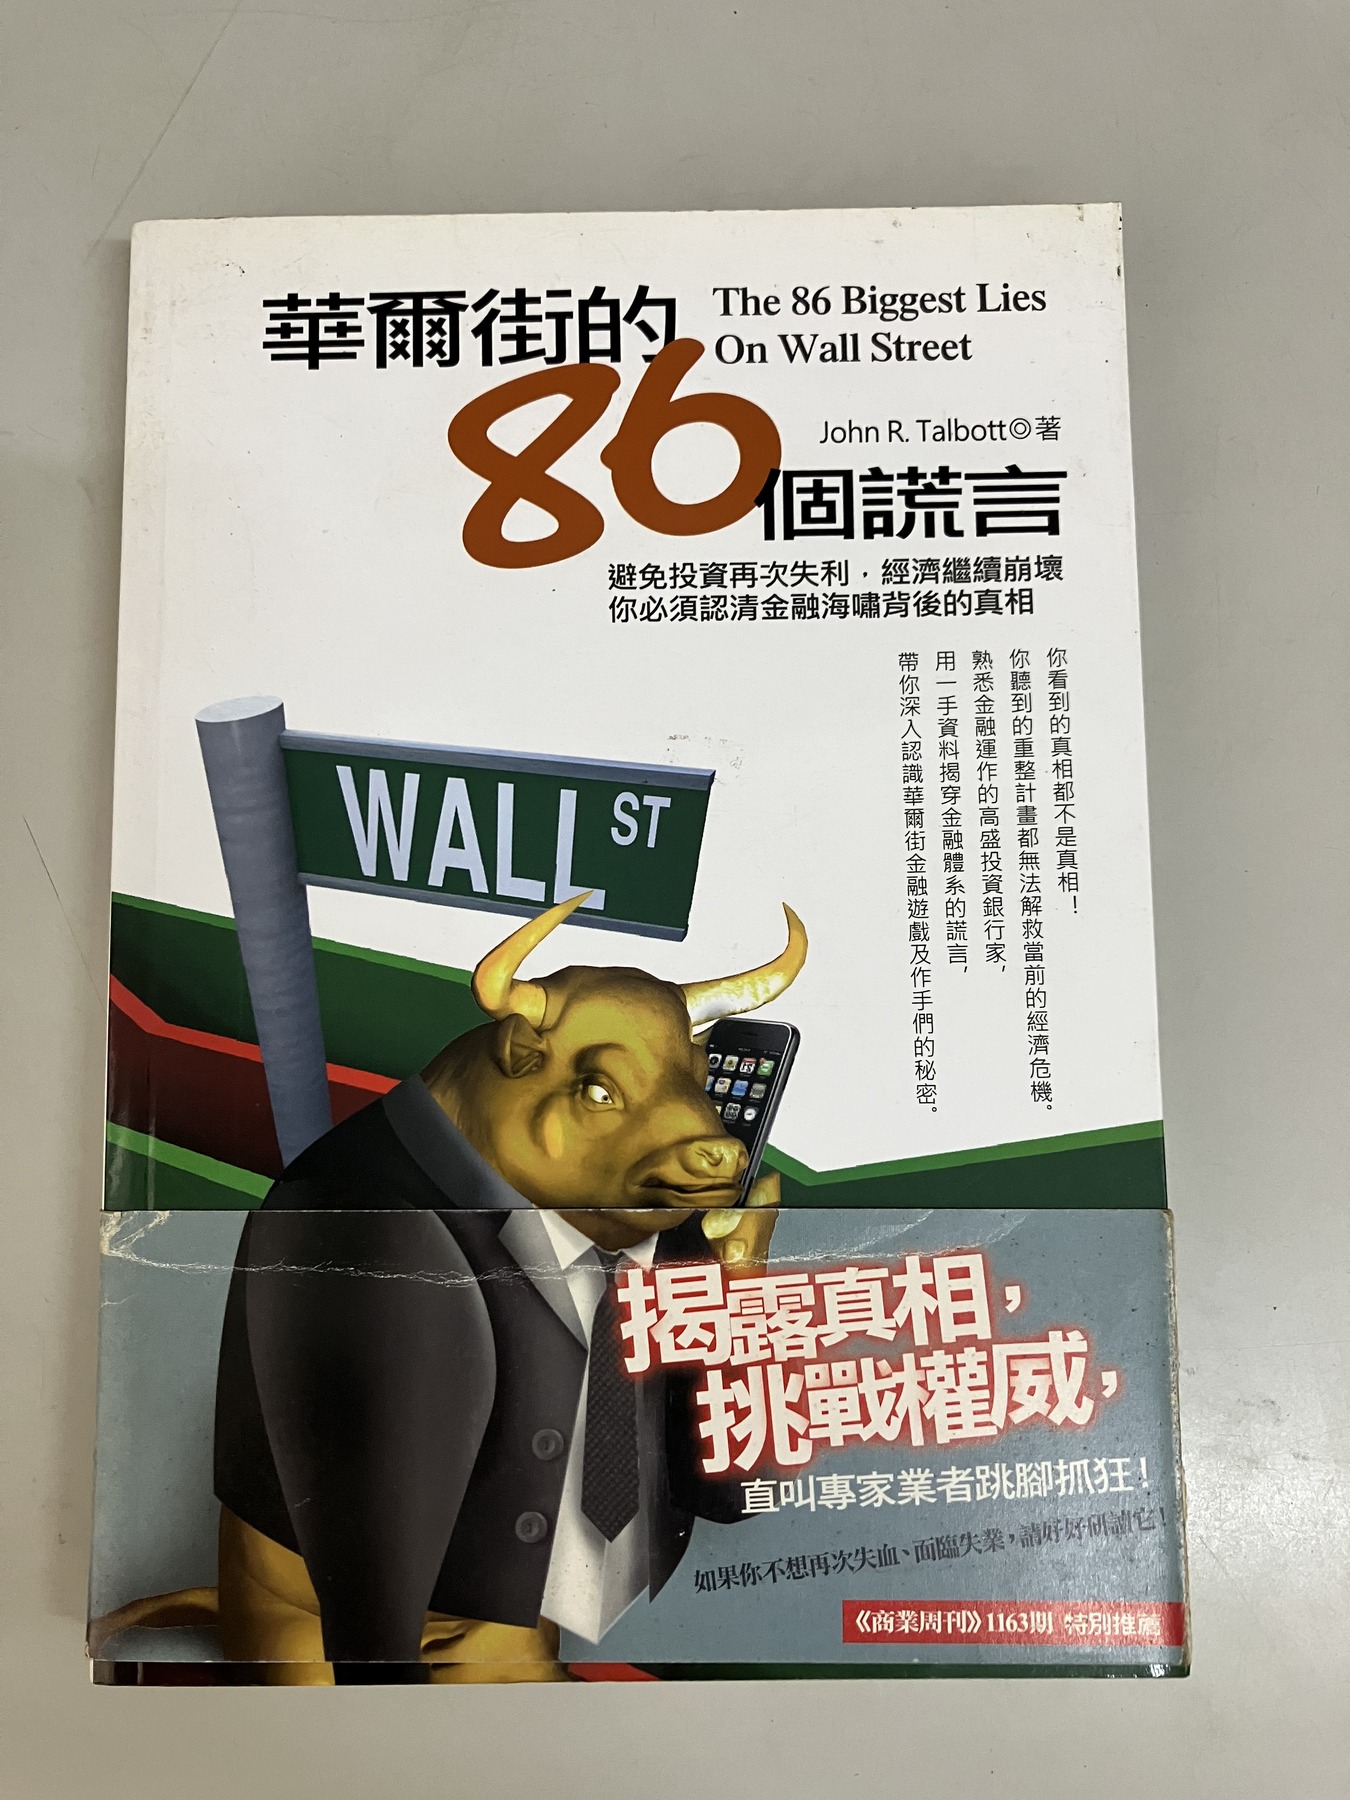 華爾街的
The 86 Biggest Lies
On Wall Street
86
John R. Talbott◎著
個謊言
避免投資再次失利，經濟繼續崩壞
你必須認清金融海嘯背後的真相
你看到的真相都不是真相！
你聽到的重整計畫都無法解救當前的經濟危機。
熟悉金融運作的高盛投資銀行家，
用一手資料揭穿金融體系的謊言，
帶你深入認識華爾街金融遊戲及作手們的秘密。
WALL ST
揭露真相，
挑戰權威，
直叫專家業者跳腳抓狂！
如果你不想再次失血、面臨失業，請好好研讀它！
《商業周刊》1163期 特別推薦